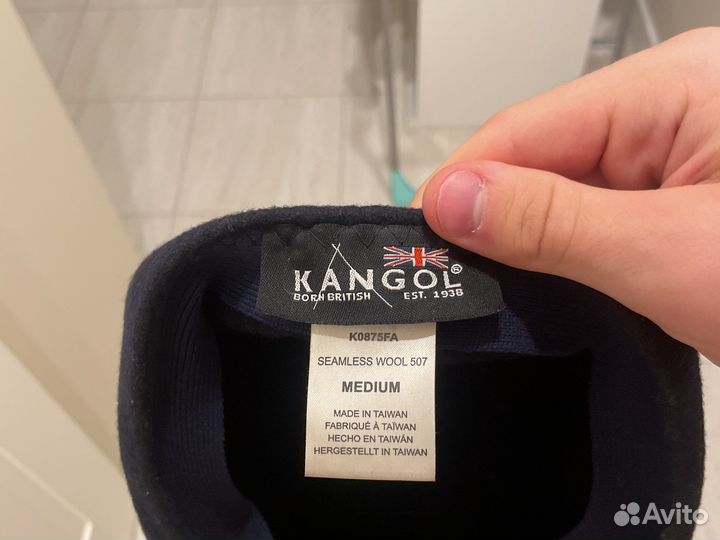 KANGOL®
BORN BRITISH EST. 1938
K0875FA
SEAMLESS WOOL 507
MEDIUM
MADE IN TAIWAN
FABRIQUÉ À TAÏWAN
HECHO EN TAIWÁN
HERGESTELLT IN TAIWAN
Avito